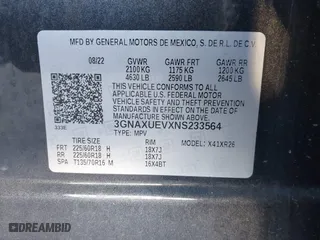 MFD BY GENERAL MOTORS DE MEXICO, S. DE R.L. DE C.V.
08/22 GVWR GAWR FRT GAWR RR
2100 KG 1175 KG 1200 KG
4630 LB 2590 LB 2645 LB
THIS VEHICLE CONFORMS TO ALL APPLICABLE U.S. FEDERAL MOTOR VEHICLE SAFETY, BUMPER, AND THEFT PREVENTION STANDARDS IN EFFECT ON THE DATE OF MANUFACTURE SHOWN ABOVE.
3GNAXUEVXNS233564
TYPE: MPV
TIRE SIZE RIM MODEL: X41XR26
FRT 225/60R18 H 18X7J
RR 225/60R18 H 18X7J
SPA T135/70R16 M 16X4BT